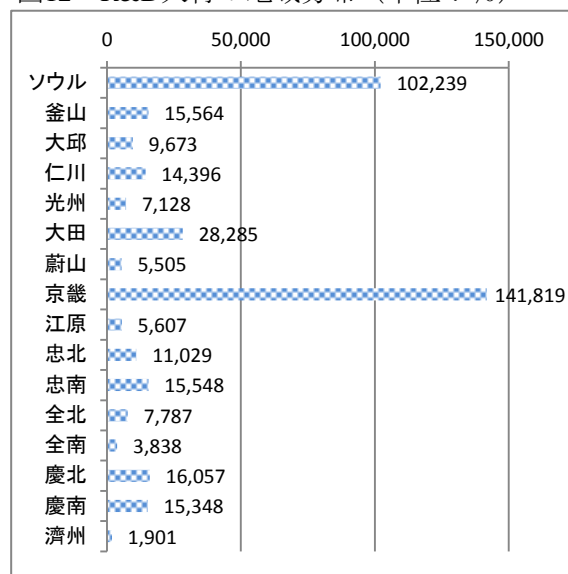 0 50,000 100,000 150,000
ソウル 102,239
釜山 15,564
大邱 9,673
仁川 14,396
光州 7,128
大田 28,285
蔚山 5,505
京畿 141,819
江原 5,607
忠北 11,029
忠南 15,548
全北 7,787
全南 3,838
慶北 16,057
慶南 15,348
濟州 1,901